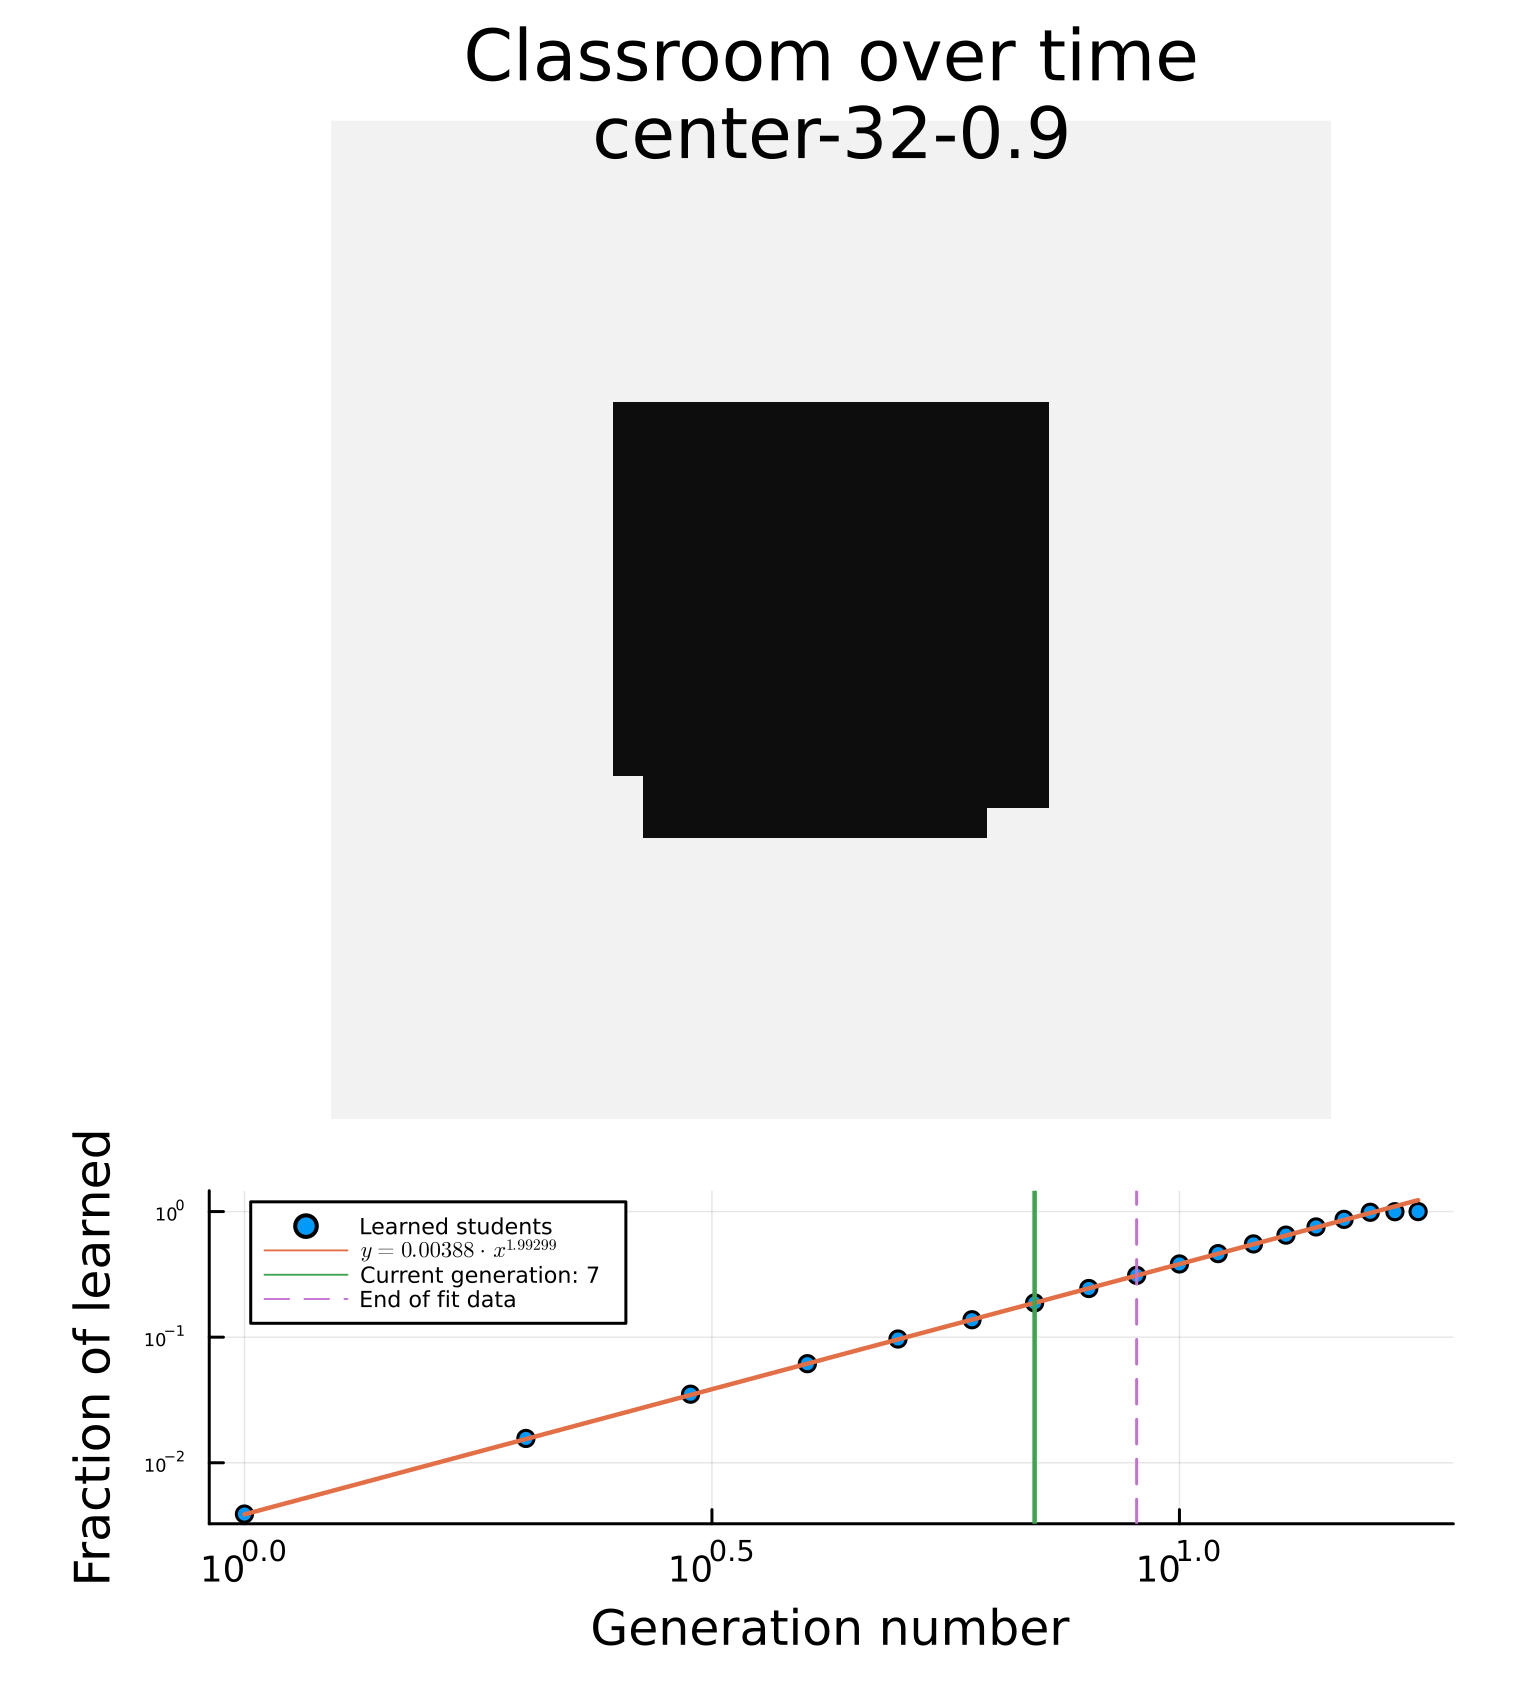 Classroom over time
center-32-0.9
Fraction of learned
10^0
10^-1
10^-2
Learned students
y = 0.00388 · x^1.99299
Current generation: 7
End of fit data
10^0.0
10^0.5
10^1.0
Generation number